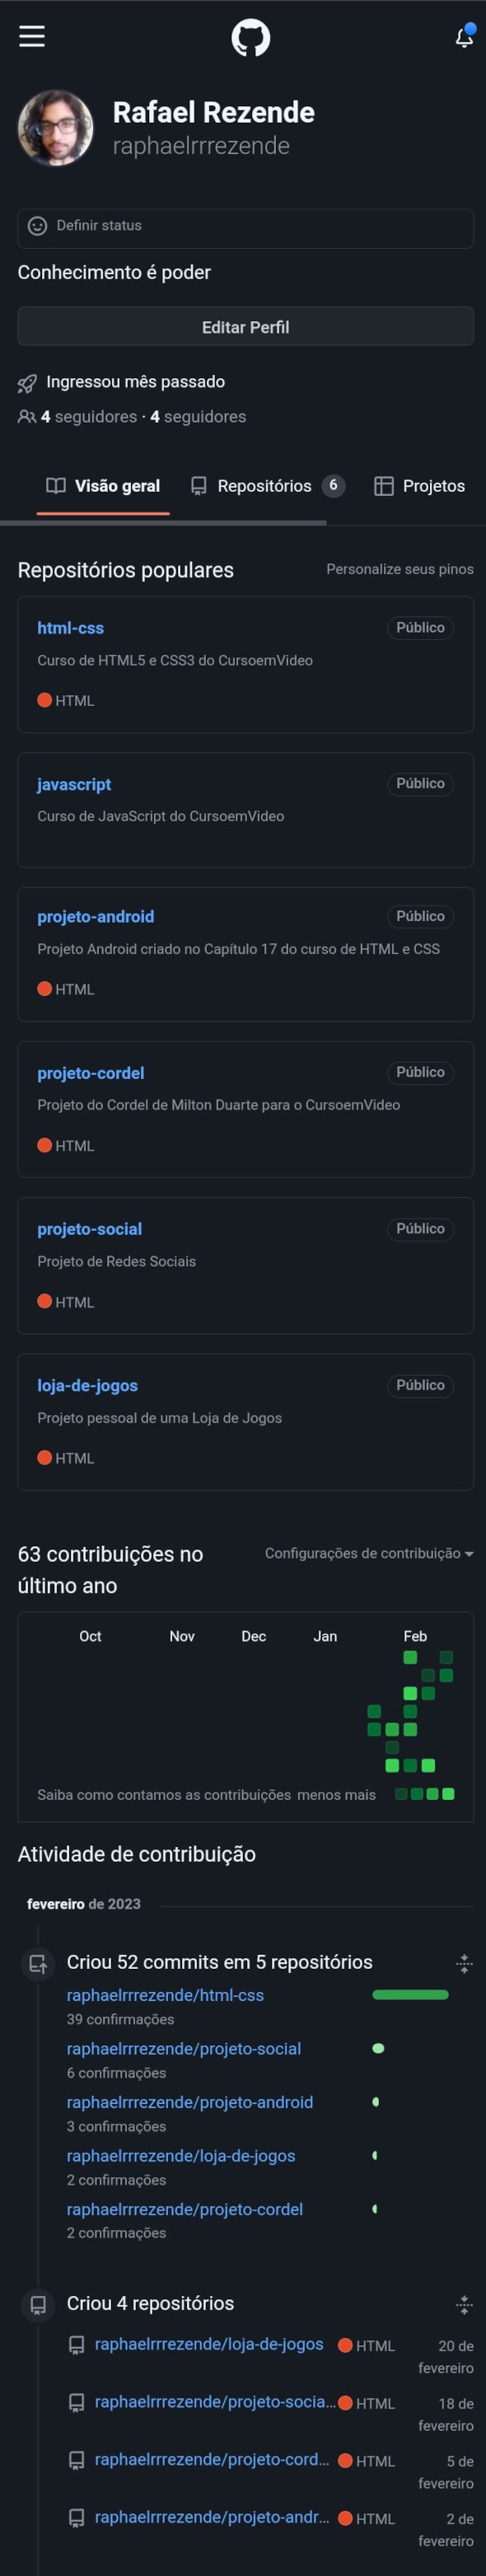 Rafael Rezende
raphaelrrrezende
Definir status
Conhecimento é poder
Editar Perfil
Ingressou mês passado
4 seguidores · 4 seguidores
Visão geral Repositórios 6 Projetos
Repositórios populares Personalize seus pinos
html-css Público
Curso de HTML5 e CSS3 do CursoemVideo
HTML
javascript Público
Curso de JavaScript do CursoemVideo
projeto-android Público
Projeto Android criado no Capítulo 17 do curso de HTML e CSS
HTML
projeto-cordel Público
Projeto do Cordel de Milton Duarte para o CursoemVideo
HTML
projeto-social Público
Projeto de Redes Sociais
HTML
loja-de-jogos Público
Projeto pessoal de uma Loja de Jogos
HTML
63 contribuições no Configurações de contribuição
último ano
Oct Nov Dec Jan Feb
Saiba como contamos as contribuições menos mais
Atividade de contribuição
fevereiro de 2023
Criou 52 commits em 5 repositórios
raphaelrrrezende/html-css
39 confirmações
raphaelrrrezende/projeto-social
6 confirmações
raphaelrrrezende/projeto-android
3 confirmações
raphaelrrrezende/loja-de-jogos
2 confirmações
raphaelrrrezende/projeto-cordel
2 confirmações
Criou 4 repositórios
raphaelrrrezende/loja-de-jogos HTML 20 de
fevereiro
raphaelrrrezende/projeto-socia... HTML 18 de
fevereiro
raphaelrrrezende/projeto-cord... HTML 5 de
fevereiro
raphaelrrrezende/projeto-andr... HTML 2 de
fevereiro